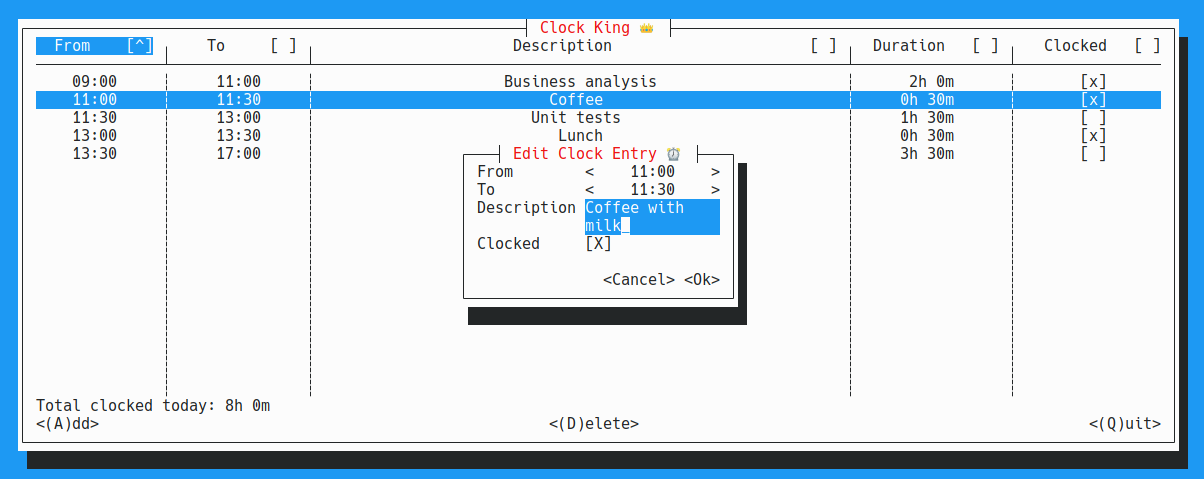 Clock King 👑
From [^] To [ ] Description [ ] Duration [ ] Clocked [ ]
09:00 11:00 Business analysis 2h 0m [x]
11:00 11:30 Coffee 0h 30m [x]
11:30 13:00 Unit tests 1h 30m [ ]
13:00 13:30 Lunch 0h 30m [x]
13:30 17:00 3h 30m [ ]
Edit Clock Entry ⏰
From < 11:00 >
To < 11:30 >
Description Coffee with
milk_
Clocked [X]
<Cancel> <Ok>
Total clocked today: 8h 0m
<(A)dd> <(D)elete> <(Q)uit>